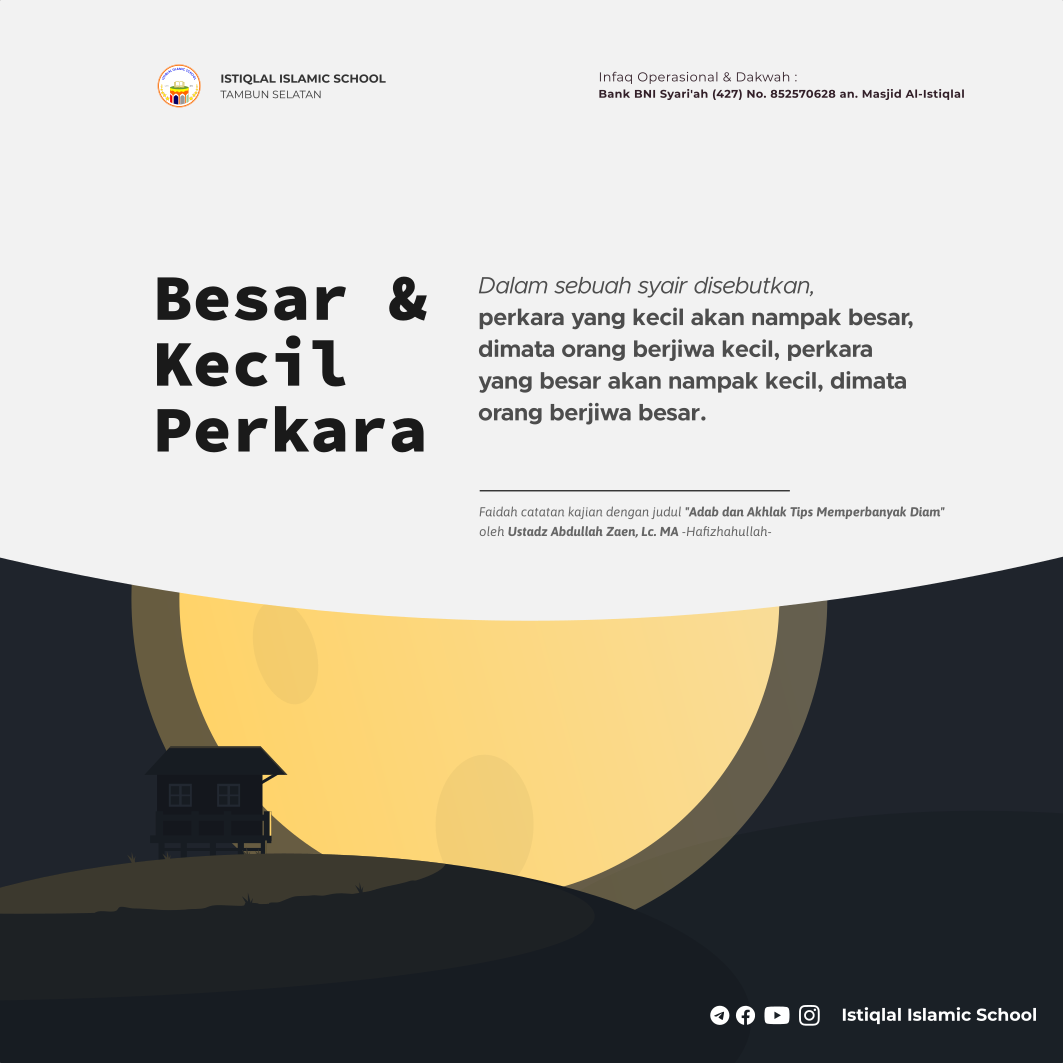 ISTIQLAL ISLAMIC SCHOOL
TAMBUN SELATAN
Infaq Operasional & Dakwah :
Bank BNI Syari'ah (427) No. 852570628 an. Masjid Al-Istiqlal
Besar &
Kecil
Perkara
Dalam sebuah syair disebutkan,
perkara yang kecil akan nampak besar,
dimata orang berjiwa kecil, perkara
yang besar akan nampak kecil, dimata
orang berjiwa besar.
Faidah catatan kajian dengan judul "Adab dan Akhlak Tips Memperbanyak Diam"
oleh Ustadz Abdullah Zaen, Lc. MA -Hafizhahullah-
Istiqlal Islamic School